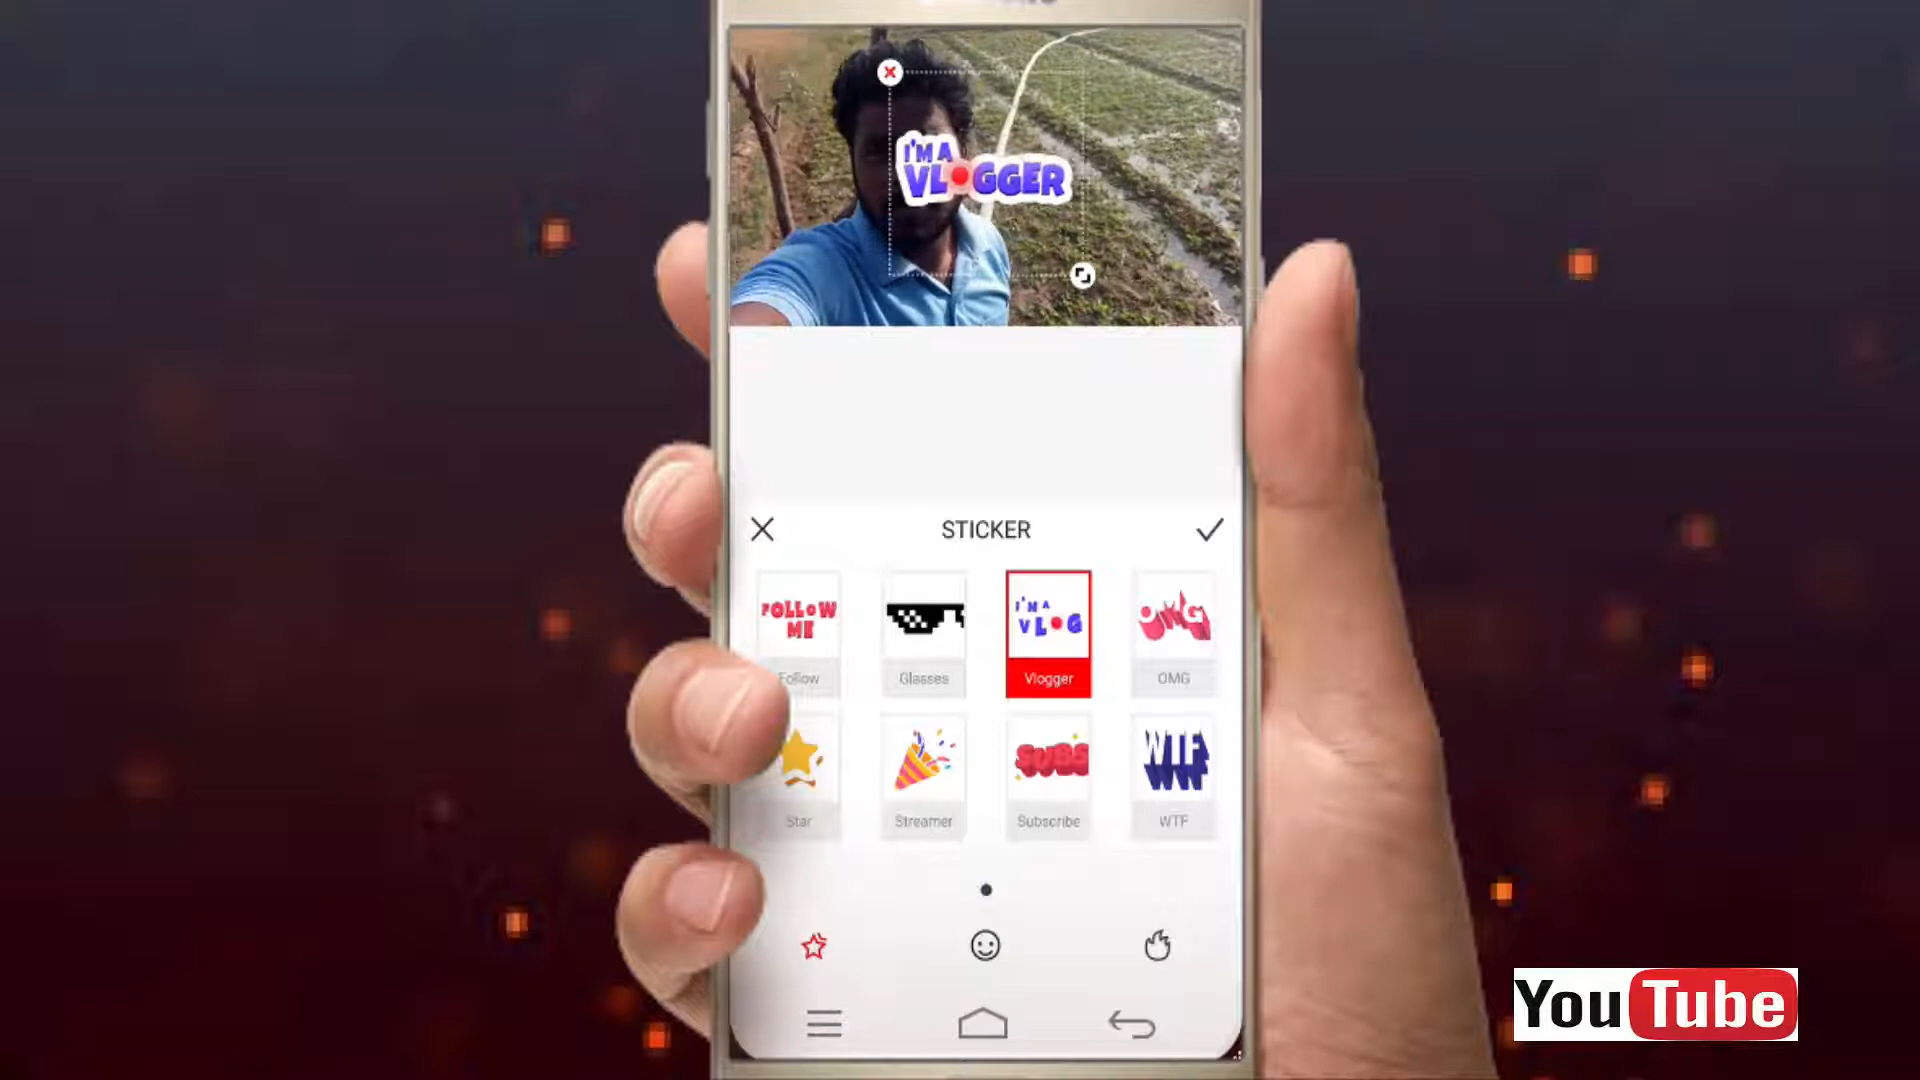 I'M A
VLOGGER
STICKER
FOLLOW
ME
I'M A
VLOG
OMG
Follow
Glasses
Vlogger
OMG
SUBS
WTF
Star
Streamer
Subscribe
WTF
YouTube